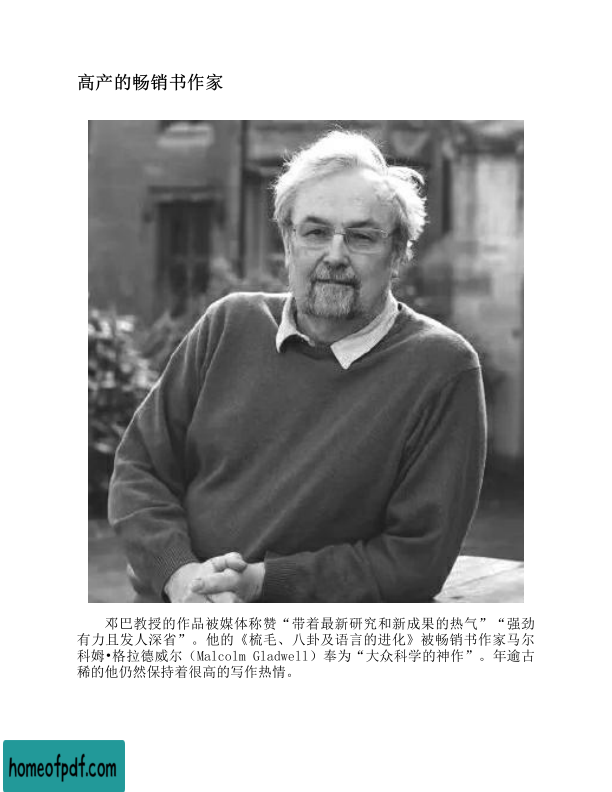 高产的畅销书作家
邓巴教授的作品被媒体称赞“带着最新研究和新成果的热气”“强劲
有力且发人深省”。他的《梳毛、八卦及语言的进化》被畅销书作家马尔
科姆•格拉德威尔（Malcolm Gladwell）奉为“大众科学的神作”。年逾古
稀的他仍然保持着很高的写作热情。
homeofpdf.com